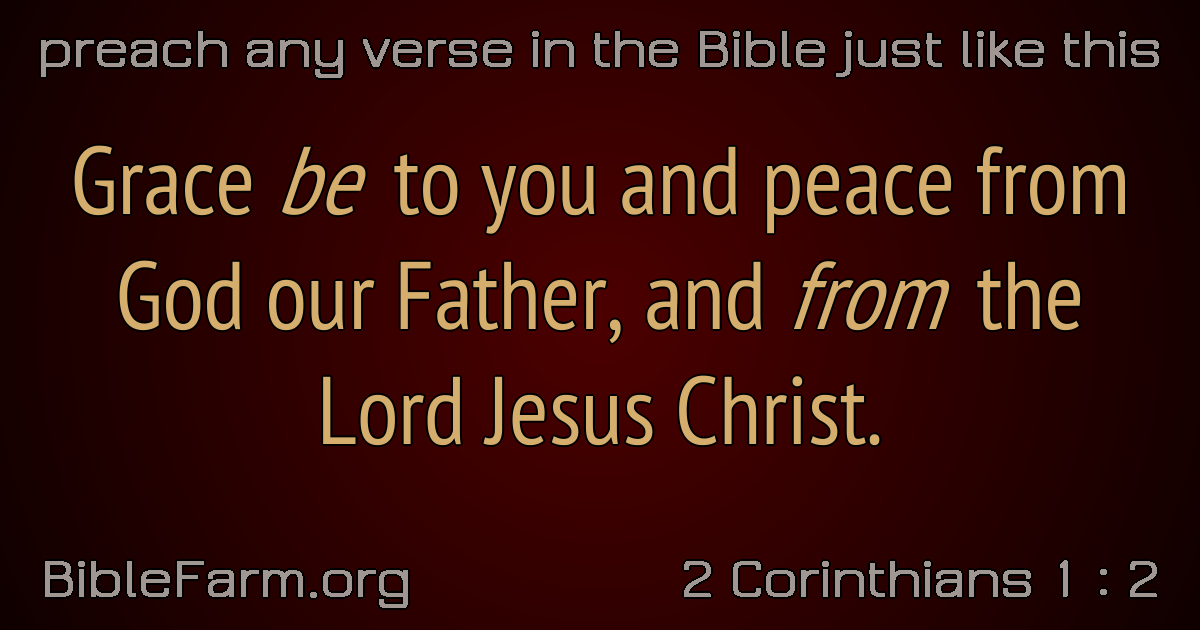 preach any verse in the Bible just like this
Grace be to you and peace from
God our Father, and from the
Lord Jesus Christ.
BibleFarm.org
2 Corinthians 1 : 2